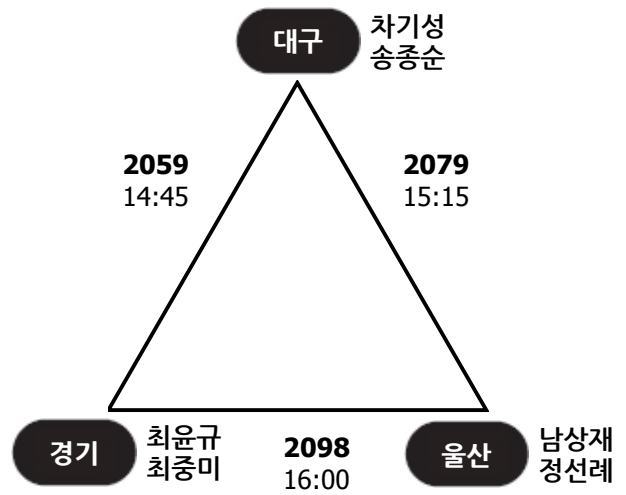 대구
차기성
송종순
2059
14:45
2079
15:15
경기
최윤규
최중미
2098
16:00
울산
남상재
정선례